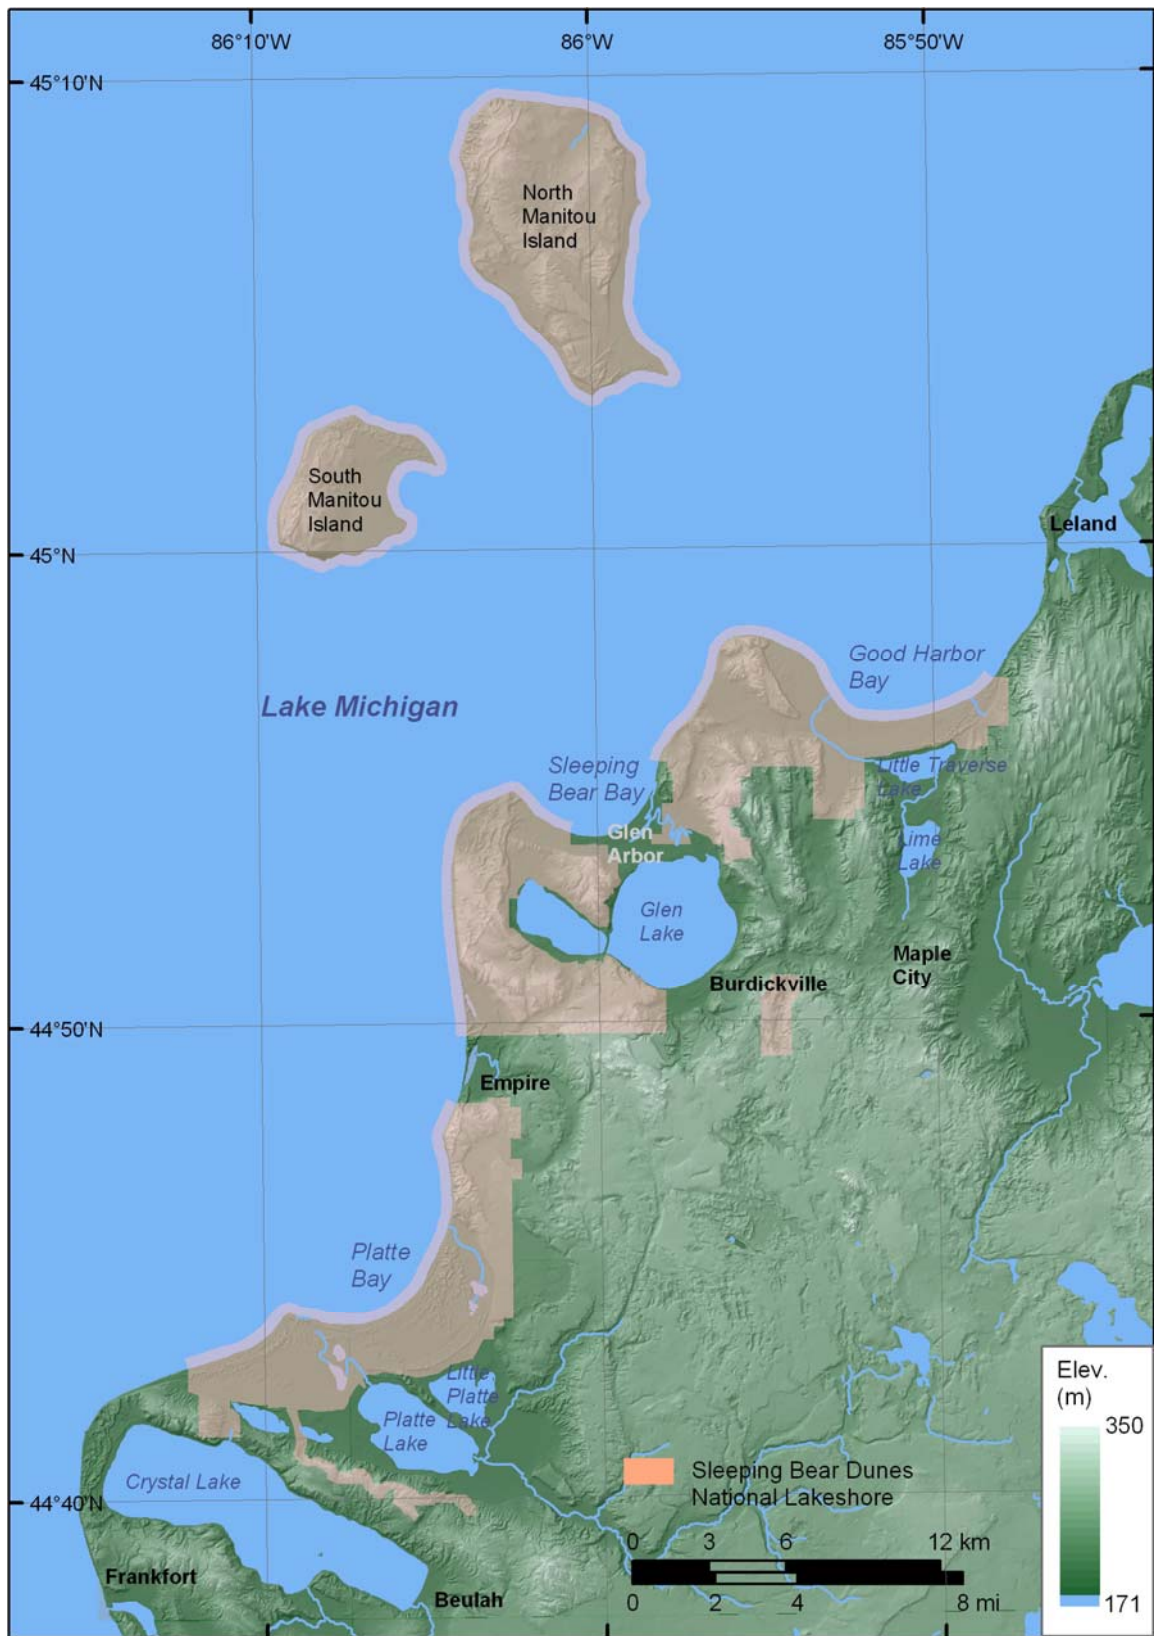 86°10'W
86°W
85°50'W
45°10'N
North
Manitou
Island
South
Manitou
Island
Leland
45°N
Good Harbor
Bay
Lake Michigan
Sleeping
Bear Bay
Little Traverse
Lake
Glen
Arbor
Lime
Lake
Glen
Lake
Maple
City
Burdickville
44°50'N
Empire
Platte
Bay
Little
Platte
Lake
Platte
Lake
Crystal Lake
44°40'N
Frankfort
Beulah
Sleeping Bear Dunes
National Lakeshore
0 3 6 12 km
0 2 4 8 mi
Elev.
(m)
350
171